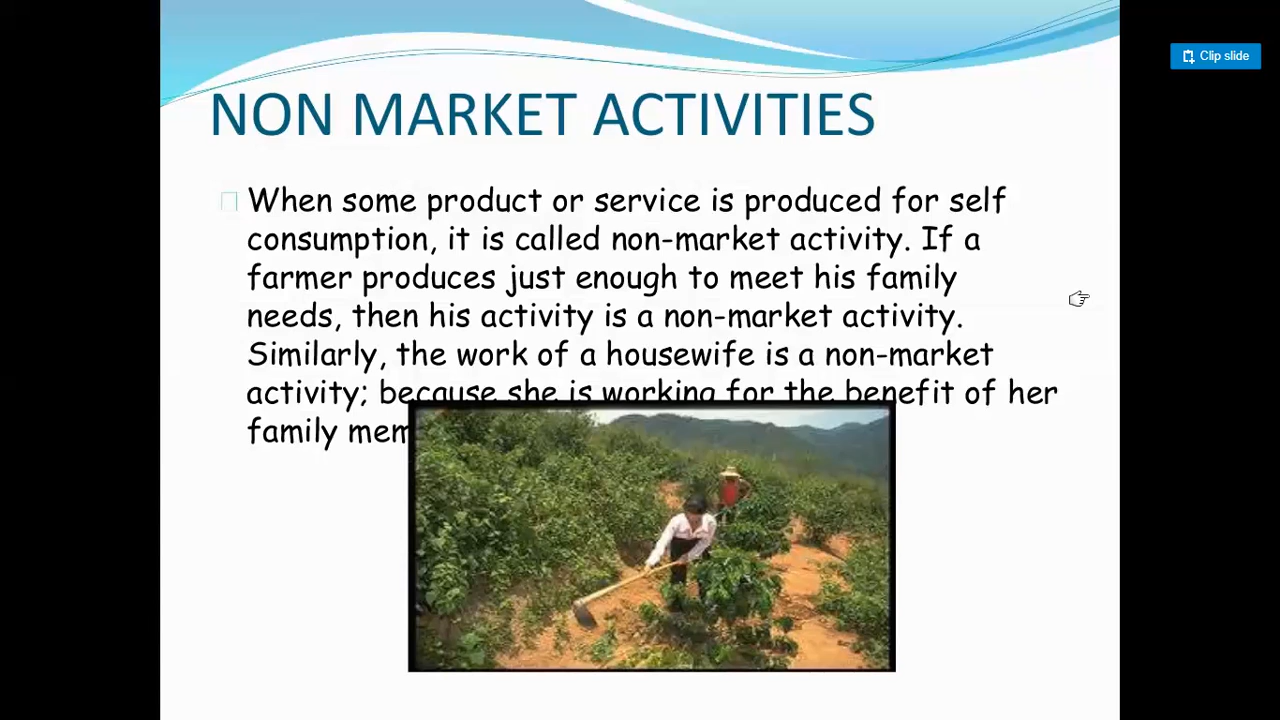 Clip slide
NON MARKET ACTIVITIES
When some product or service is produced for self
consumption, it is called non-market activity. If a
farmer produces just enough to meet his family
needs, then his activity is a non-market activity.
Similarly, the work of a housewife is a non-market
activity; because she is working for the benefit of her
family